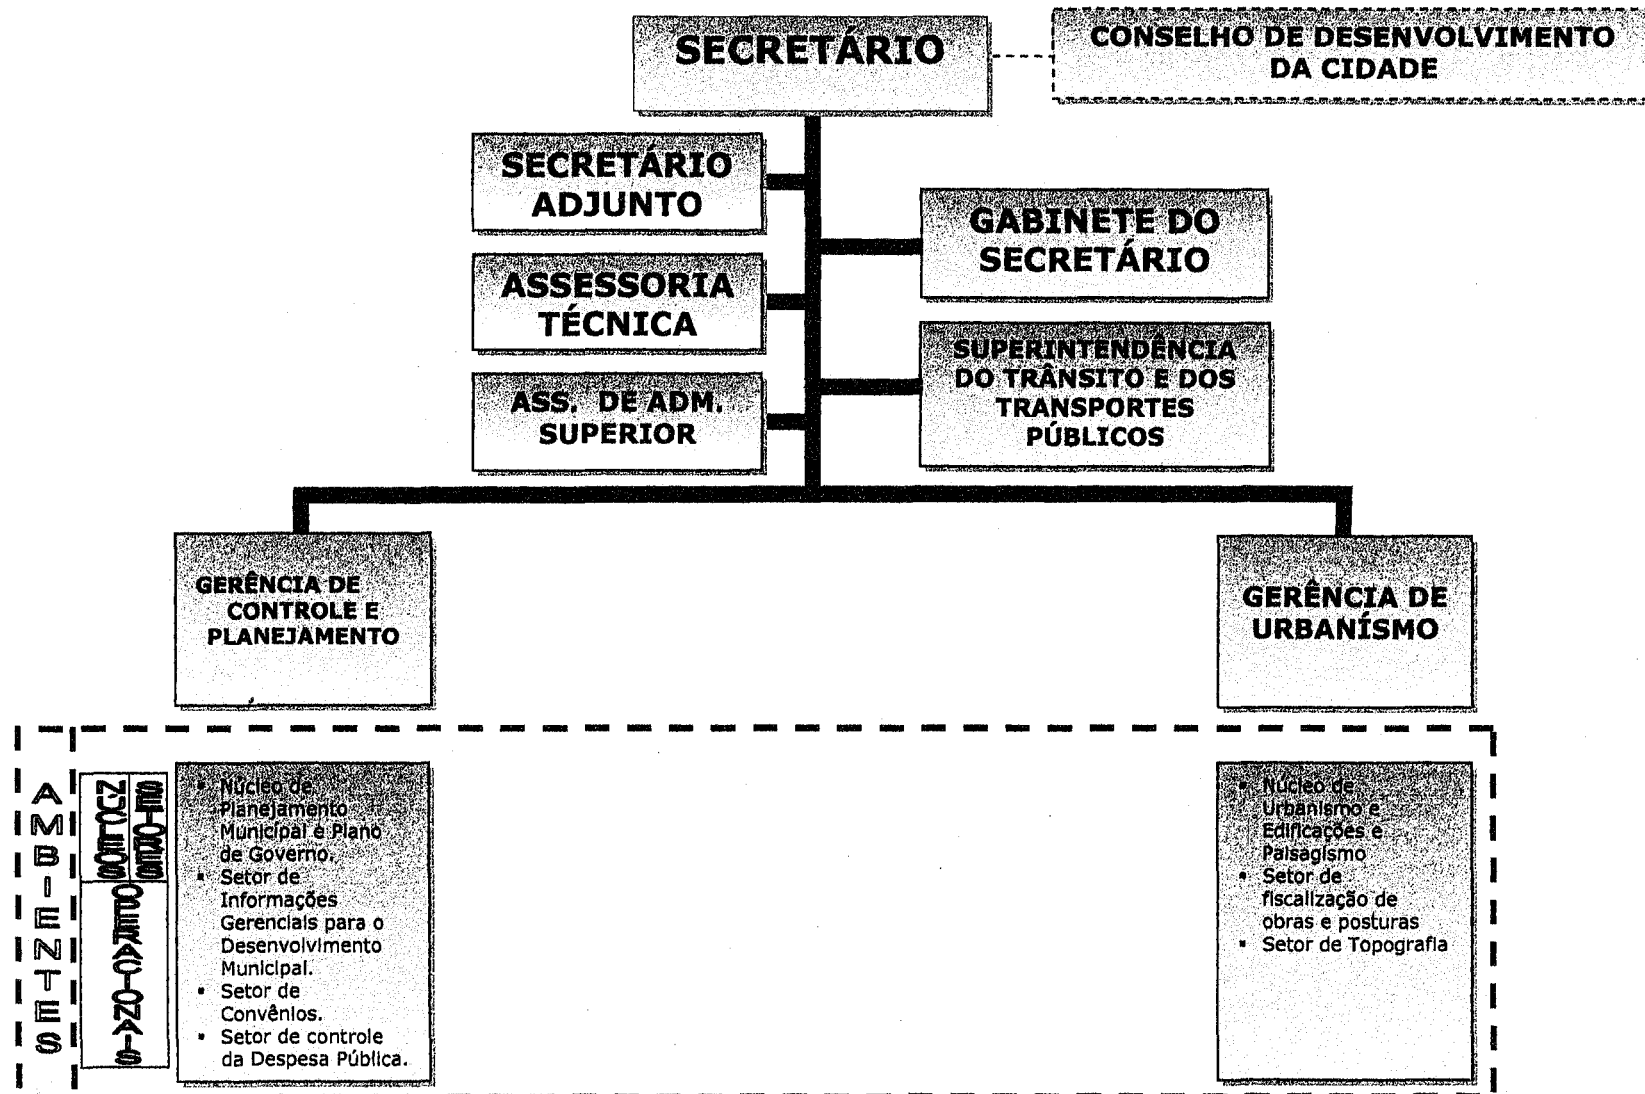 SECRETÁRIO
CONSELHO DE DESENVOLVIMENTO
DA CIDADE
SECRETÁRIO
ADJUNTO
GABINETE DO
SECRETÁRIO
ASSESSORIA
TÉCNICA
SUPERINTENDÊNCIA
DO TRÂNSITO E DOS
TRANSPORTES
PÚBLICOS
ASS. DE ADM.
SUPERIOR
GERÊNCIA DE
CONTROLE E
PLANEJAMENTO
GERÊNCIA DE
URBANÍSMO
AMBIENTES
NÚCLEOS
SETORES
OPERACIONAIS
▪ Núcleo de
Planejamento
Municipal e Plano
de Governo.
▪ Setor de
Informações
Gerenciais para o
Desenvolvimento
Municipal.
▪ Setor de
Convênios.
▪ Setor de controle
da Despesa Pública.
▪ Núcleo de
Urbanismo e
Edificações e
Paisagismo
▪ Setor de
fiscalização de
obras e posturas
▪ Setor de Topografia